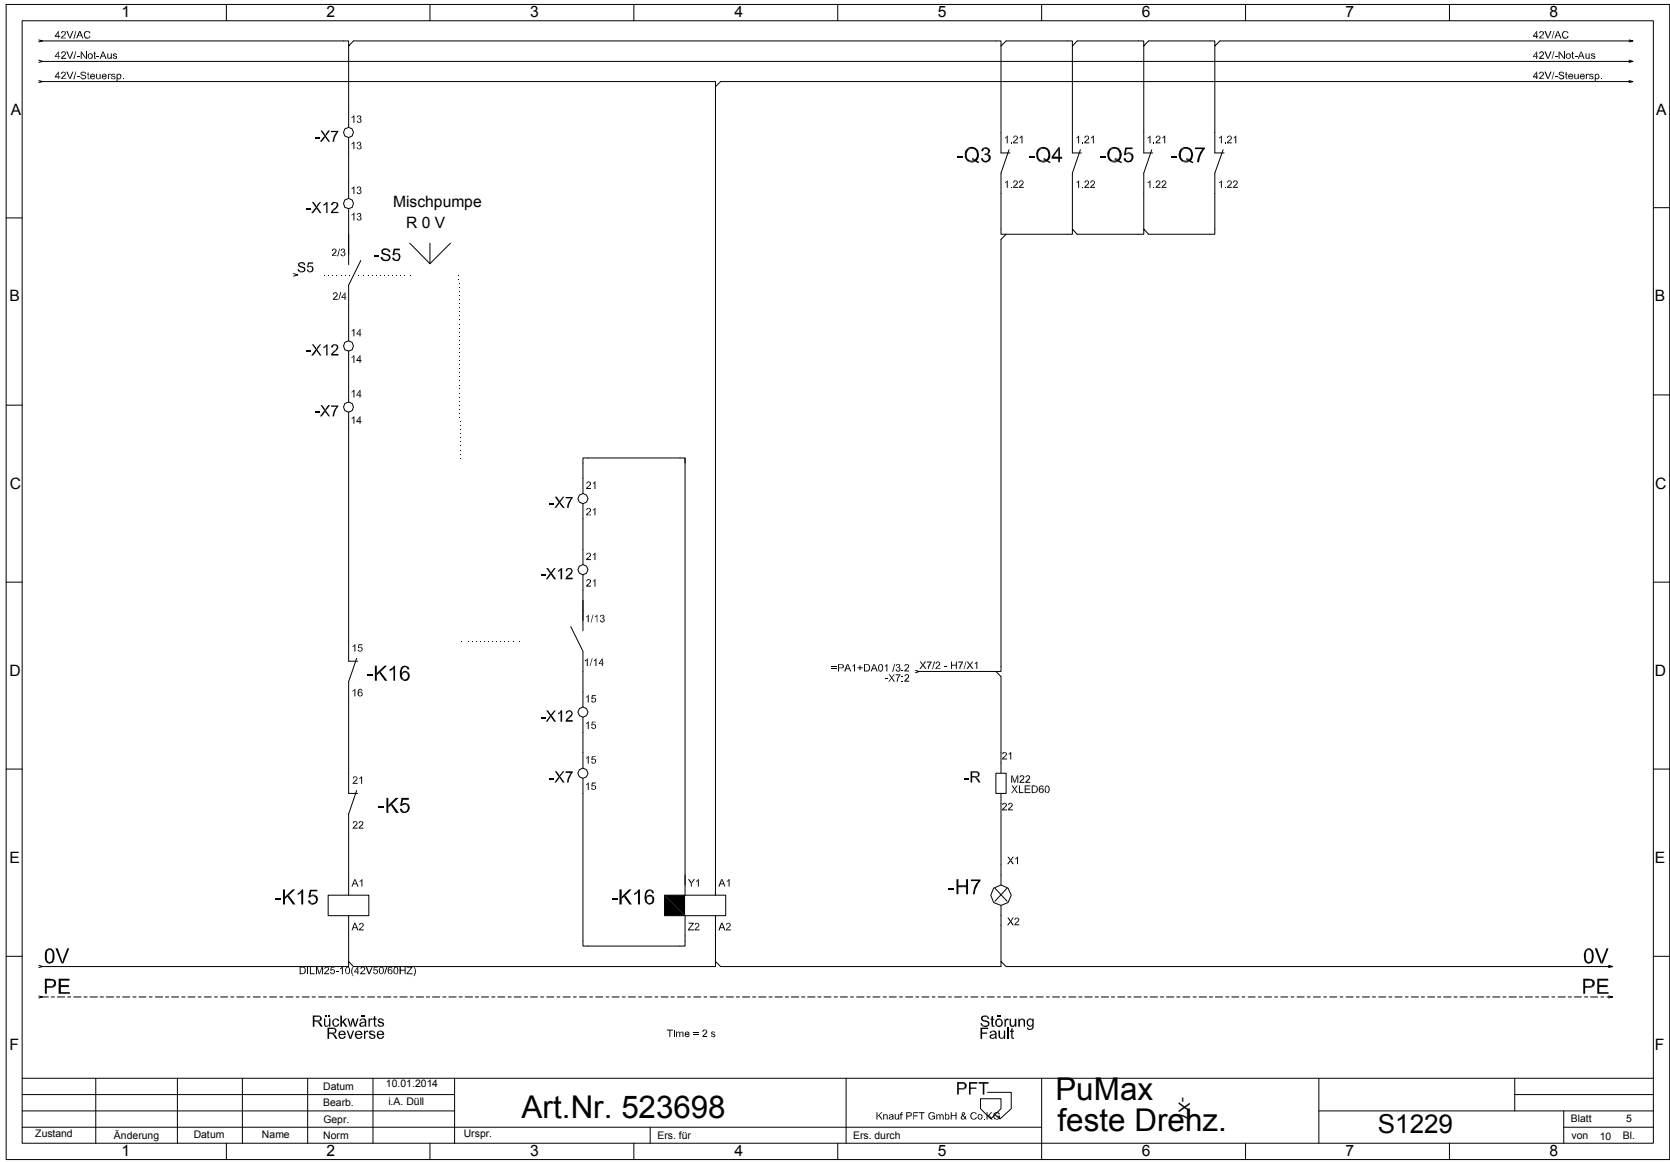 1 2 3 4 5 6 7 8
42V/AC 42V/AC
42V/-Not-Aus 42V/-Not-Aus
42V/-Steuersp. 42V/-Steuersp.
A A
13
-X7
13
1.21 1.21 1.21 1.21
-Q3 -Q4 -Q5 -Q7
1.22 1.22 1.22 1.22
13
-X12
13
Mischpumpe
R 0 V
2/3 -S5
S5
2/4
B B
14
-X12
14
14
-X7
14
C C
21
-X7
21
21
-X12
21
1/13
1/14
15
-K16
16
D D
=PA1+DA01 /3.2 X7/2 - H7/X1
-X7:2
15
-X12
15
15
-X7
15
21
-R M22
XLED60
22
21
-K5
22
E E
X1
-H7
X2
A1
-K15
A2
Y1 A1
-K16
Z2 A2
0V 0V
DILM25-10(42V50/60HZ)
PE PE
Rückwärts
Reverse
Time = 2 s
Störung
Fault
F F
Datum 10.01.2014
Bearb. i.A. Düll
Gepr.
Zustand Änderung Datum Name Norm
Art.Nr. 523698
Urspr. Ers. für Ers. durch
PFT
Knauf PFT GmbH & Co.KG
PuMax
feste Drehz.
-X-
S1229
Blatt 5
von 10 Bl.
1 2 3 4 5 6 7 8